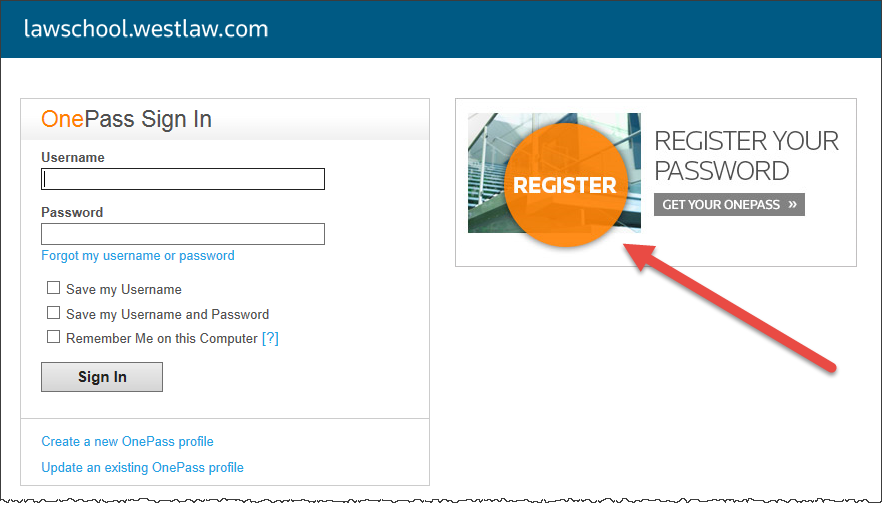 lawschool.westlaw.com
OnePass Sign In
Username
Password
Forgot my username or password
Save my Username
Save my Username and Password
Remember Me on this Computer [?]
Sign In
Create a new OnePass profile
Update an existing OnePass profile
REGISTER
REGISTER YOUR
PASSWORD
GET YOUR ONEPASS »